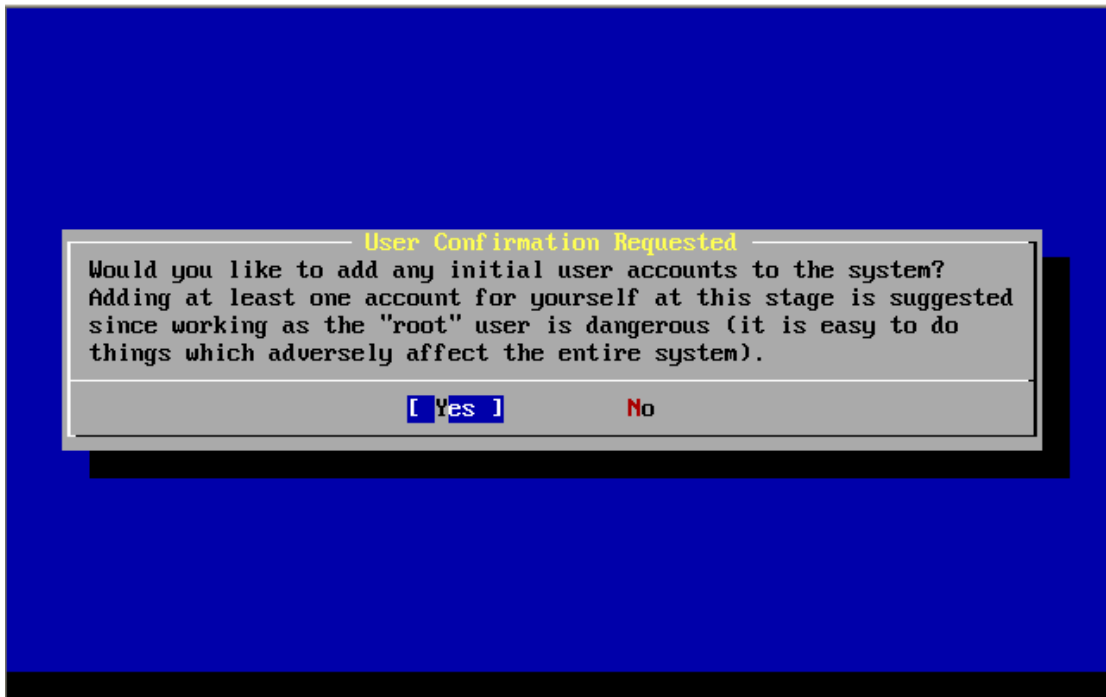 User Confirmation Requested
Would you like to add any initial user accounts to the system?
Adding at least one account for yourself at this stage is suggested
since working as the "root" user is dangerous (it is easy to do
things which adversely affect the entire system).
[ Yes ] No